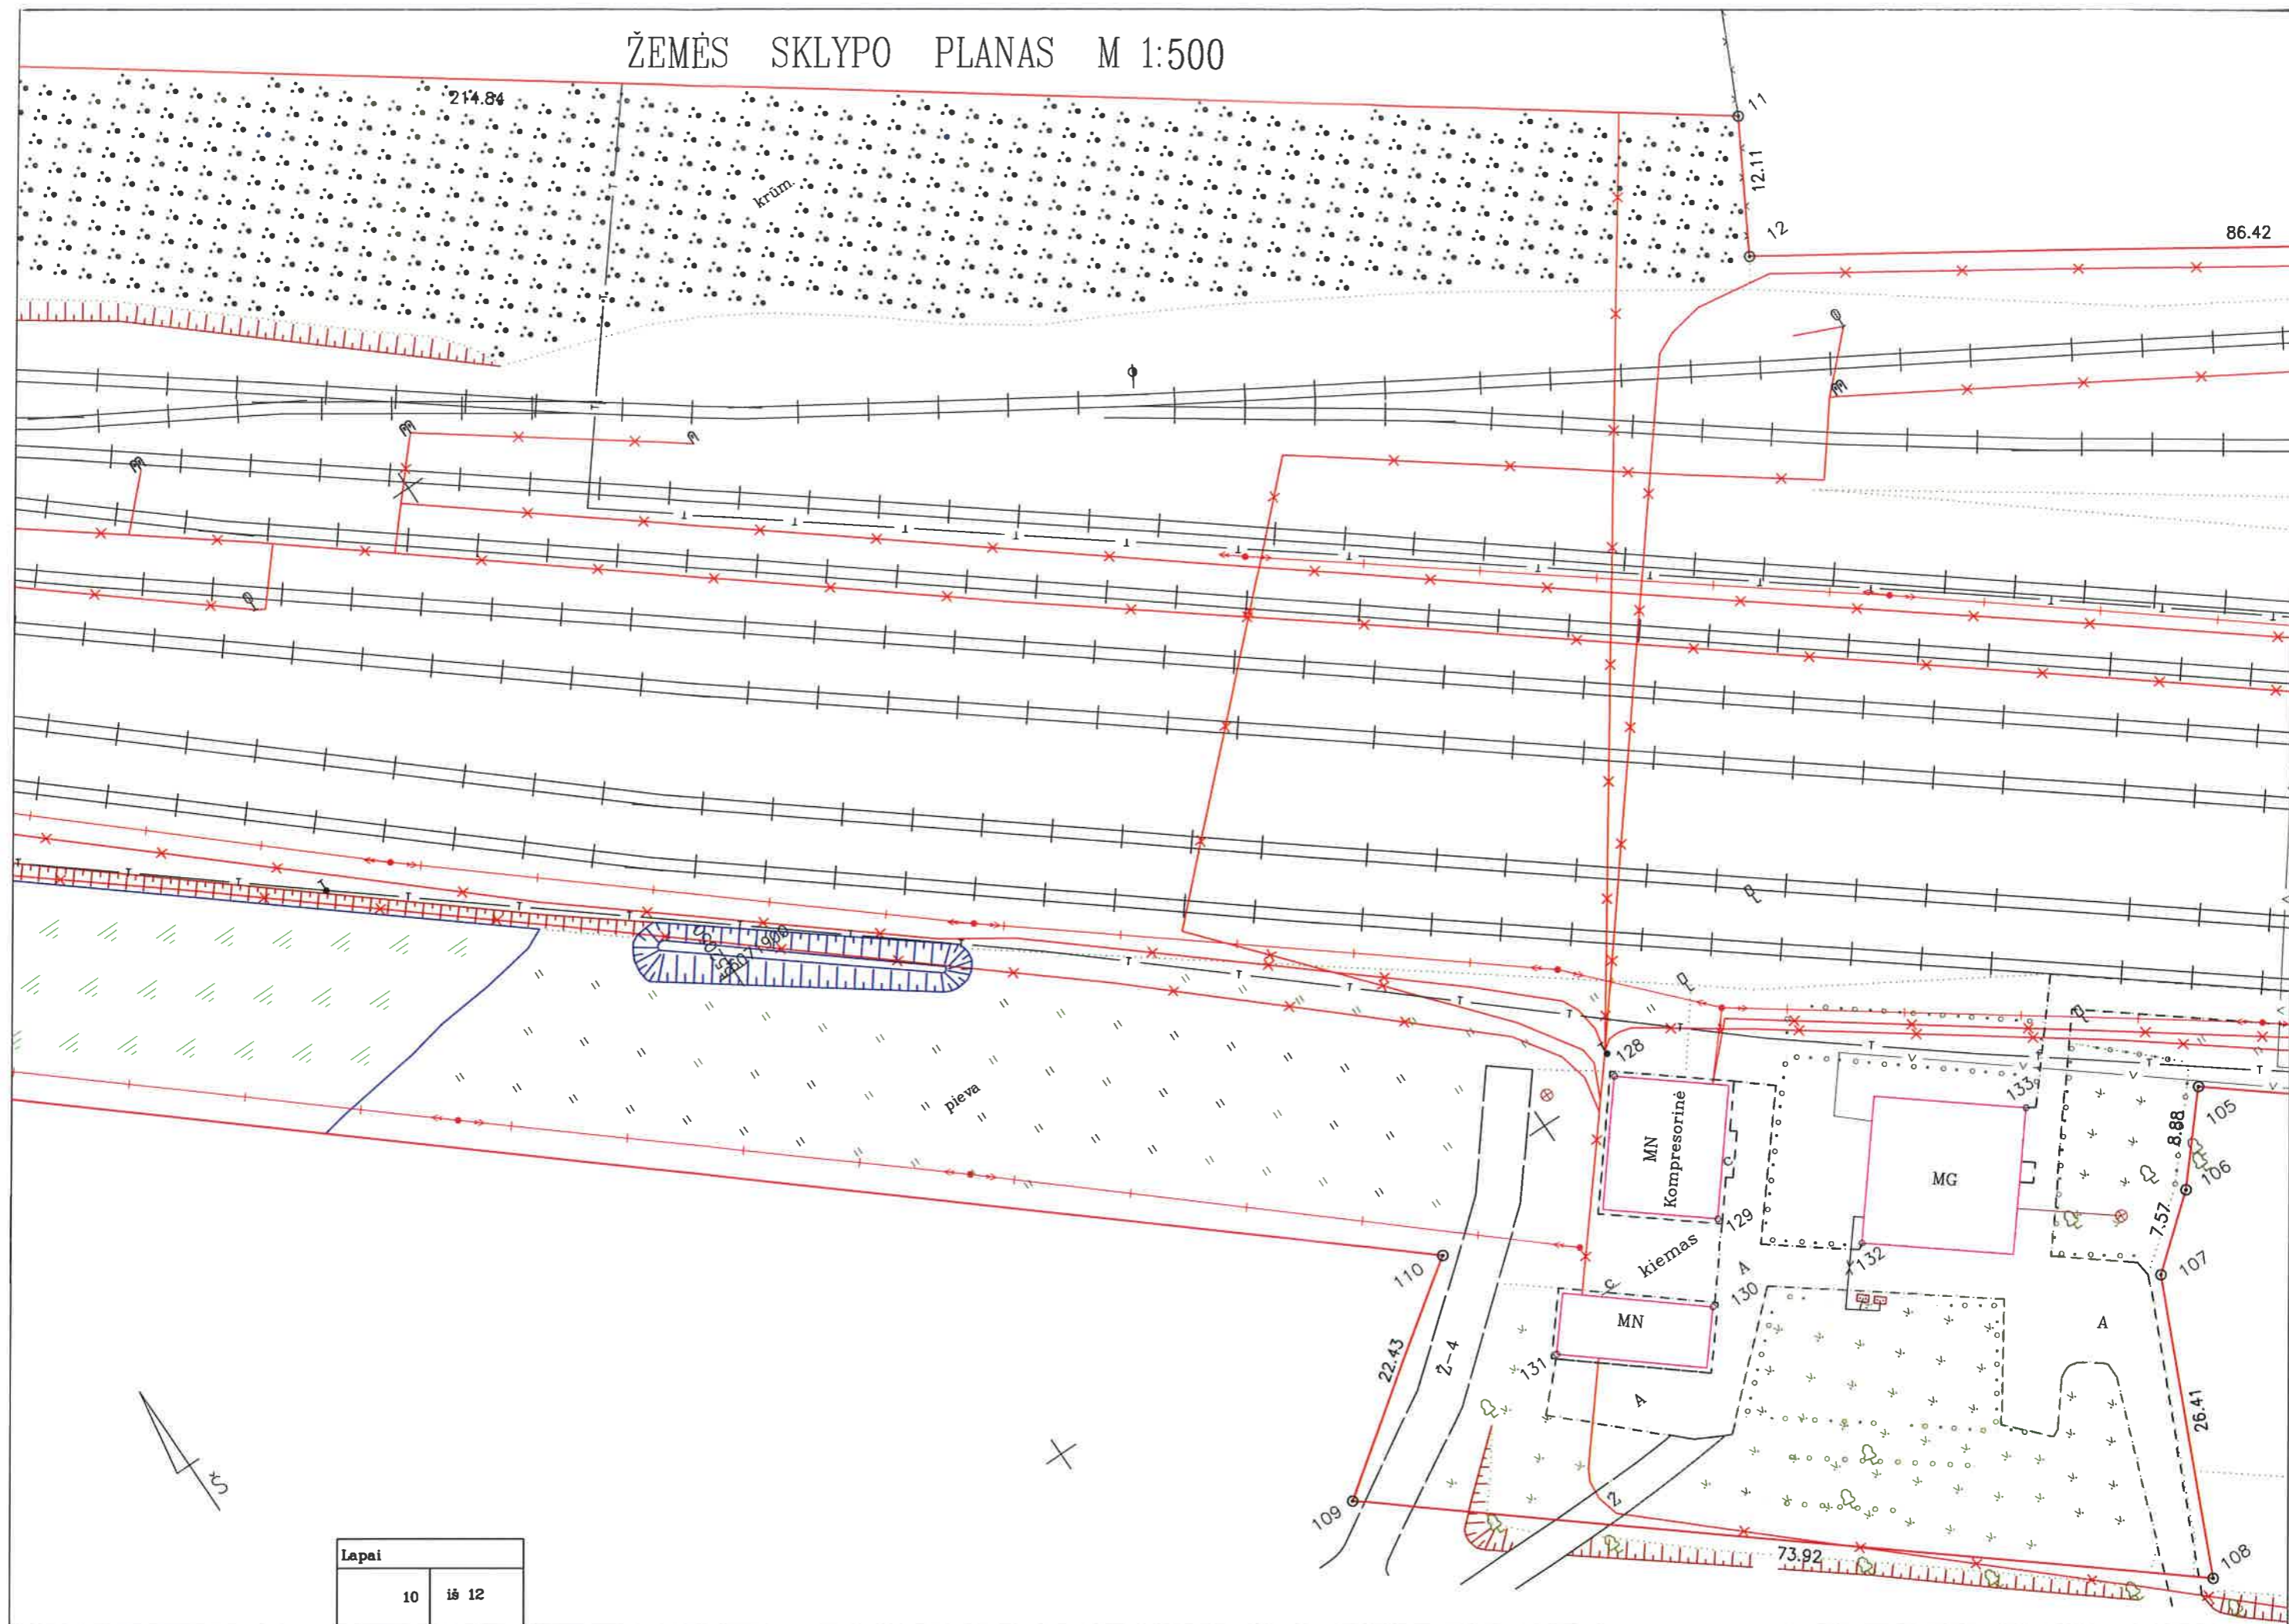 ŽEMĖS SKLYPO PLANAS M 1:500
214.84
11
12.11
krūm.
12
86.42
128
133
105
8.88
106
MN
Kompresorinė
MG
pieva
129
7.57
107
kiemas
132
110
A
130
MN
A
22.43
Ž-4
131
A
26.41
Š
109
Ž
73.92
108
Lapai
10 iš 12